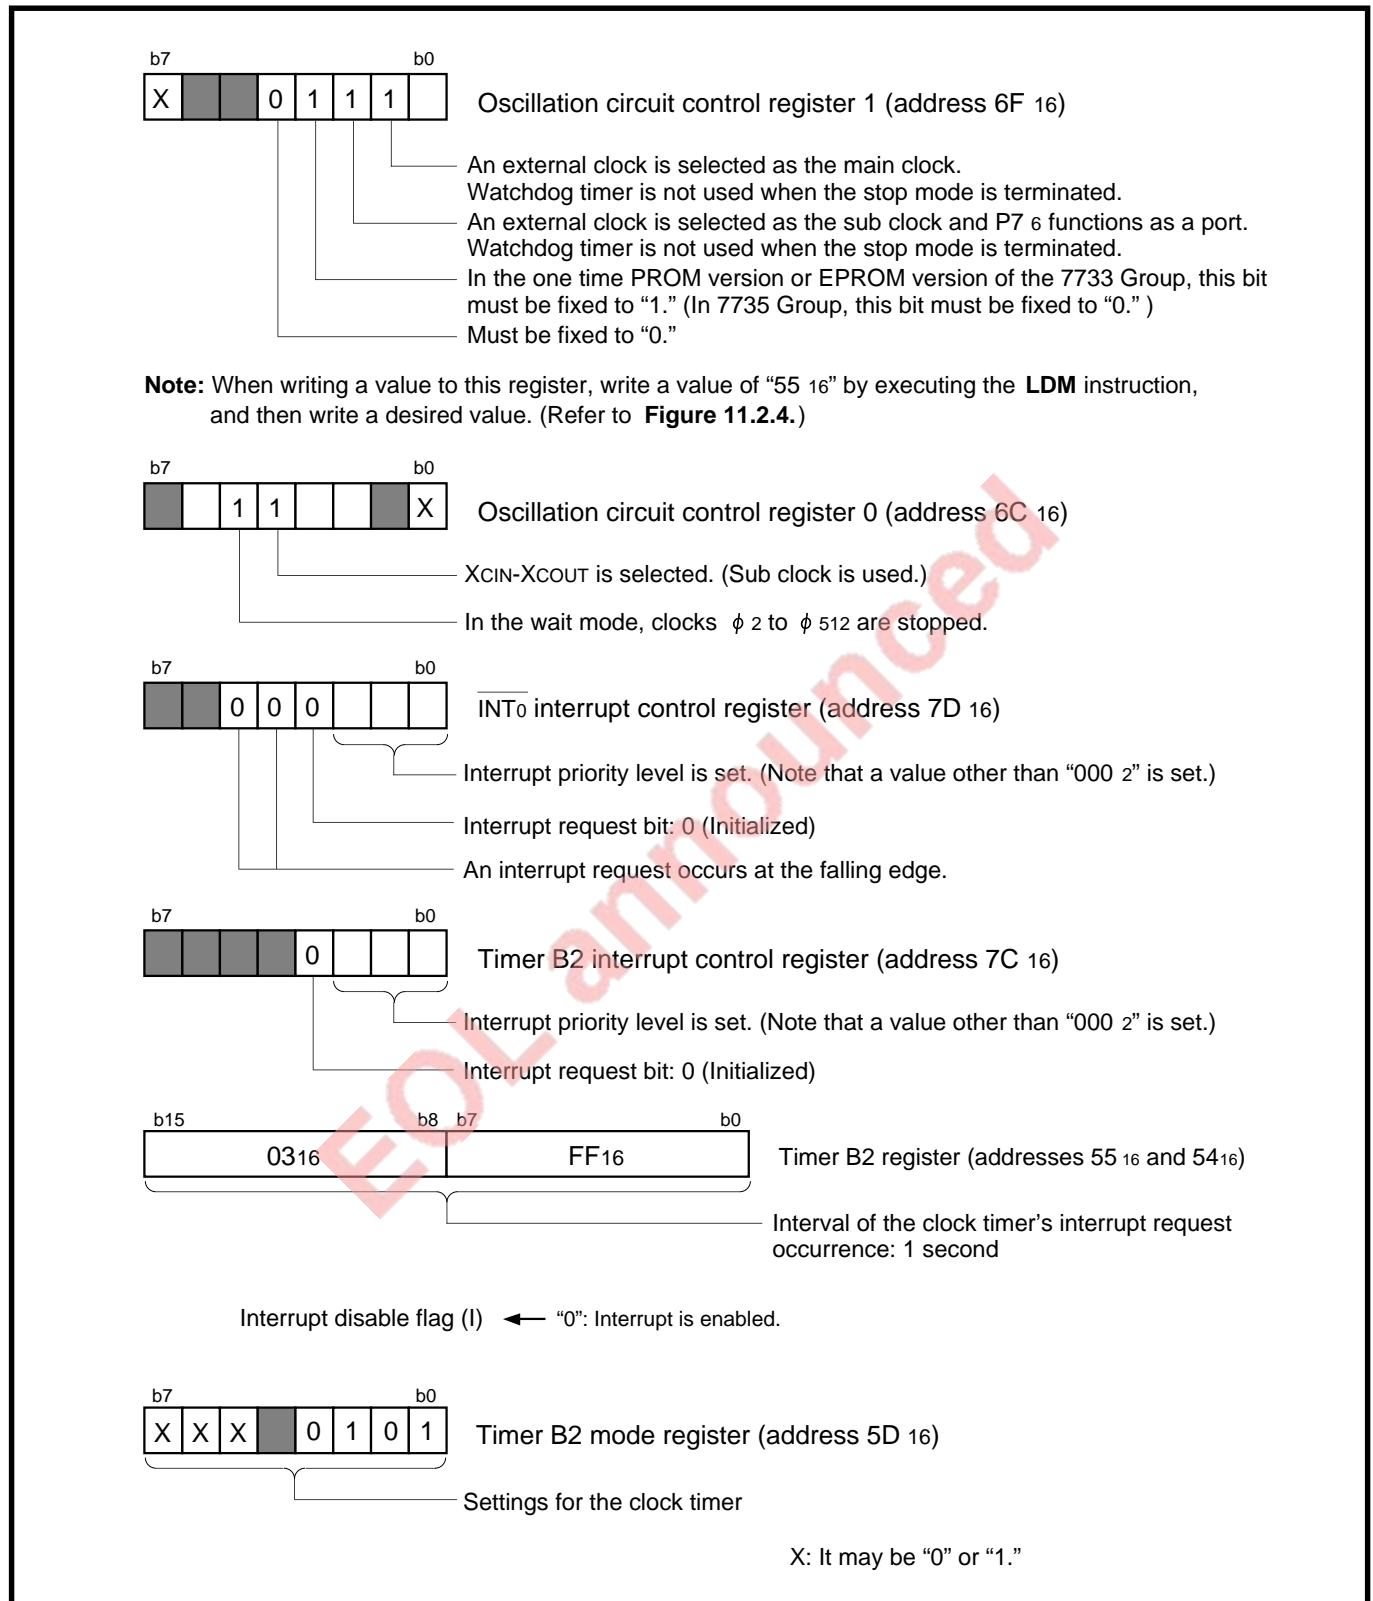 b7 b0
X 0 1 1 1 Oscillation circuit control register 1 (address 6F 16)
An external clock is selected as the main clock.
Watchdog timer is not used when the stop mode is terminated.
An external clock is selected as the sub clock and P7 6 functions as a port.
Watchdog timer is not used when the stop mode is terminated.
In the one time PROM version or EPROM version of the 7733 Group, this bit
must be fixed to “1.” (In 7735 Group, this bit must be fixed to “0.” )
Must be fixed to “0.”
Note: When writing a value to this register, write a value of “55 16” by executing the LDM instruction,
and then write a desired value. (Refer to Figure 11.2.4.)
b7 b0
1 1 X Oscillation circuit control register 0 (address 6C 16)
XCIN-XCOUT is selected. (Sub clock is used.)
In the wait mode, clocks ϕ 2 to ϕ 512 are stopped.
b7 b0
0 0 0 INT0 interrupt control register (address 7D 16)
Interrupt priority level is set. (Note that a value other than “000 2” is set.)
Interrupt request bit: 0 (Initialized)
An interrupt request occurs at the falling edge.
b7 b0
0 Timer B2 interrupt control register (address 7C 16)
Interrupt priority level is set. (Note that a value other than “000 2” is set.)
Interrupt request bit: 0 (Initialized)
b15 b8 b7 b0
0316 FF16 Timer B2 register (addresses 55 16 and 5416)
Interval of the clock timer’s interrupt request
occurrence: 1 second
Interrupt disable flag (I) ← “0”: Interrupt is enabled.
b7 b0
X X X 0 1 0 1 Timer B2 mode register (address 5D 16)
Settings for the clock timer
X: It may be “0” or “1.”
EOL announced